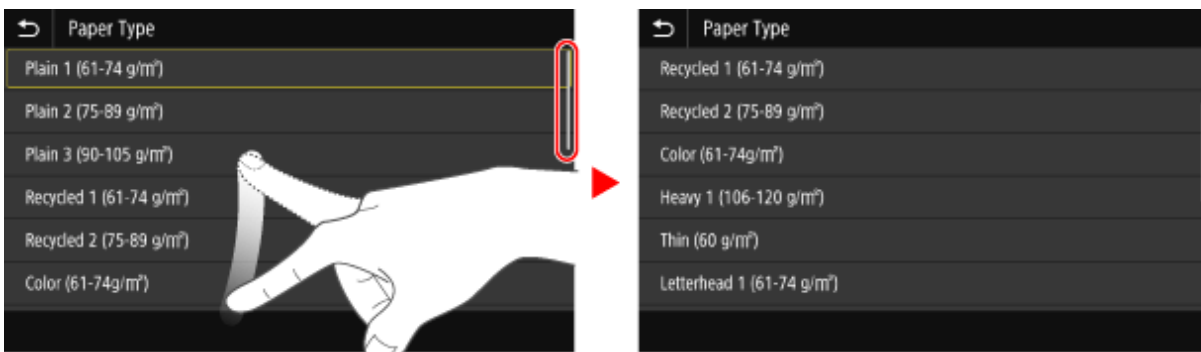 Paper Type
Plain 1 (61-74 g/m²)
Plain 2 (75-89 g/m²)
Plain 3 (90-105 g/m²)
Recycled 1 (61-74 g/m²)
Recycled 2 (75-89 g/m²)
Color (61-74g/m²)
Paper Type
Recycled 1 (61-74 g/m²)
Recycled 2 (75-89 g/m²)
Color (61-74g/m²)
Heavy 1 (106-120 g/m²)
Thin (60 g/m²)
Letterhead 1 (61-74 g/m²)